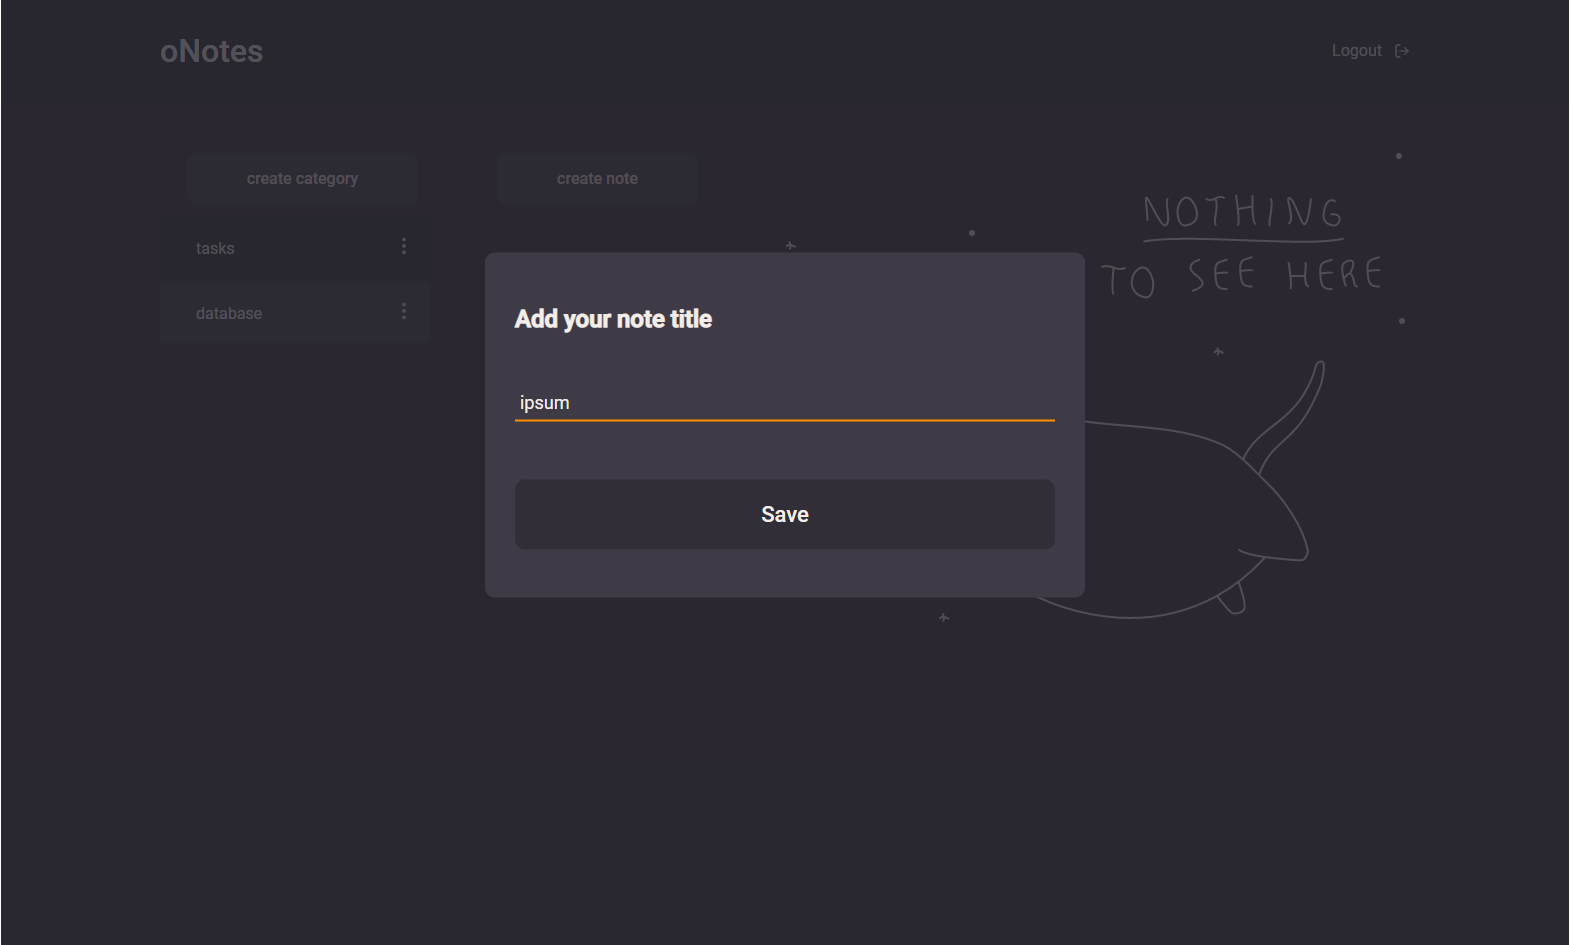 oNotes
Logout
create category
create note
tasks
database
NOTHING
TO SEE HERE
Add your note title
ipsum
Save